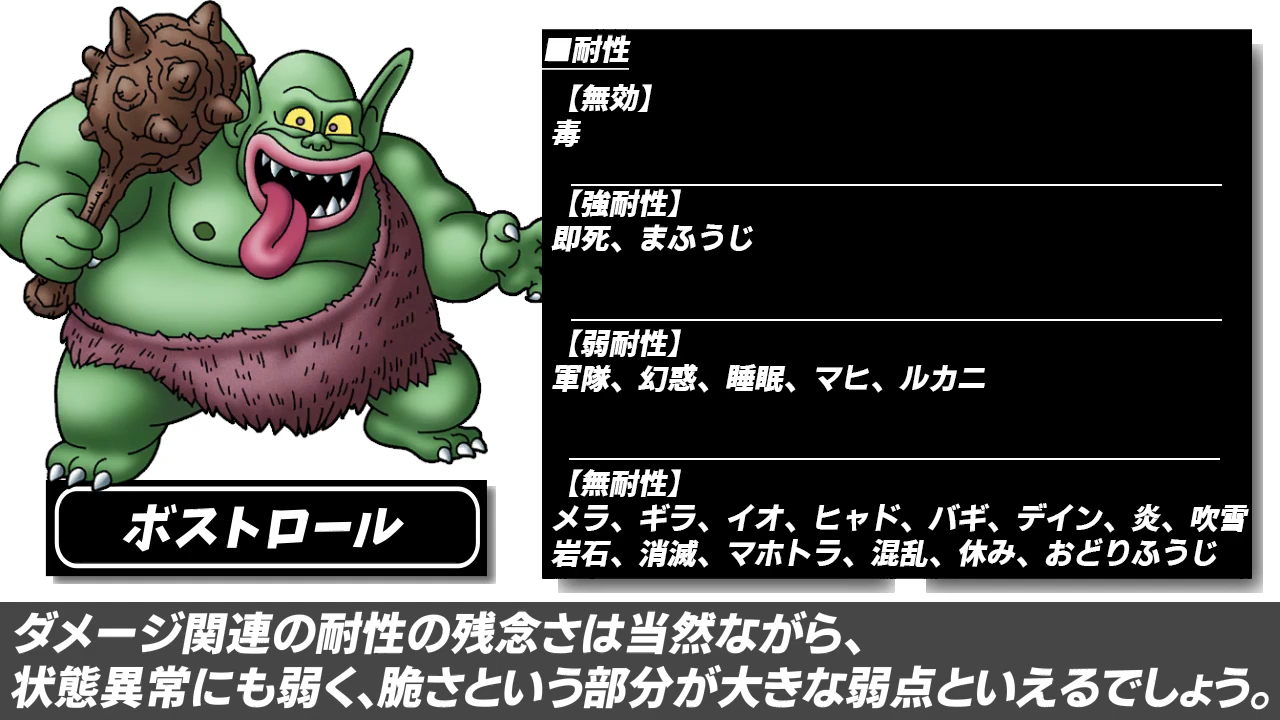 ■耐性
【無効】
毒
【強耐性】
即死、まふうじ
【弱耐性】
軍隊、幻惑、睡眠、マヒ、ルカニ
【無耐性】
メラ、ギラ、イオ、ヒャド、バギ、デイン、炎、吹雪
岩石、消滅、マホトラ、混乱、休み、おどりふうじ
ボストロール
ダメージ関連の耐性の残念さは当然ながら、
状態異常にも弱く、脆さという部分が大きな弱点といえるでしょう。